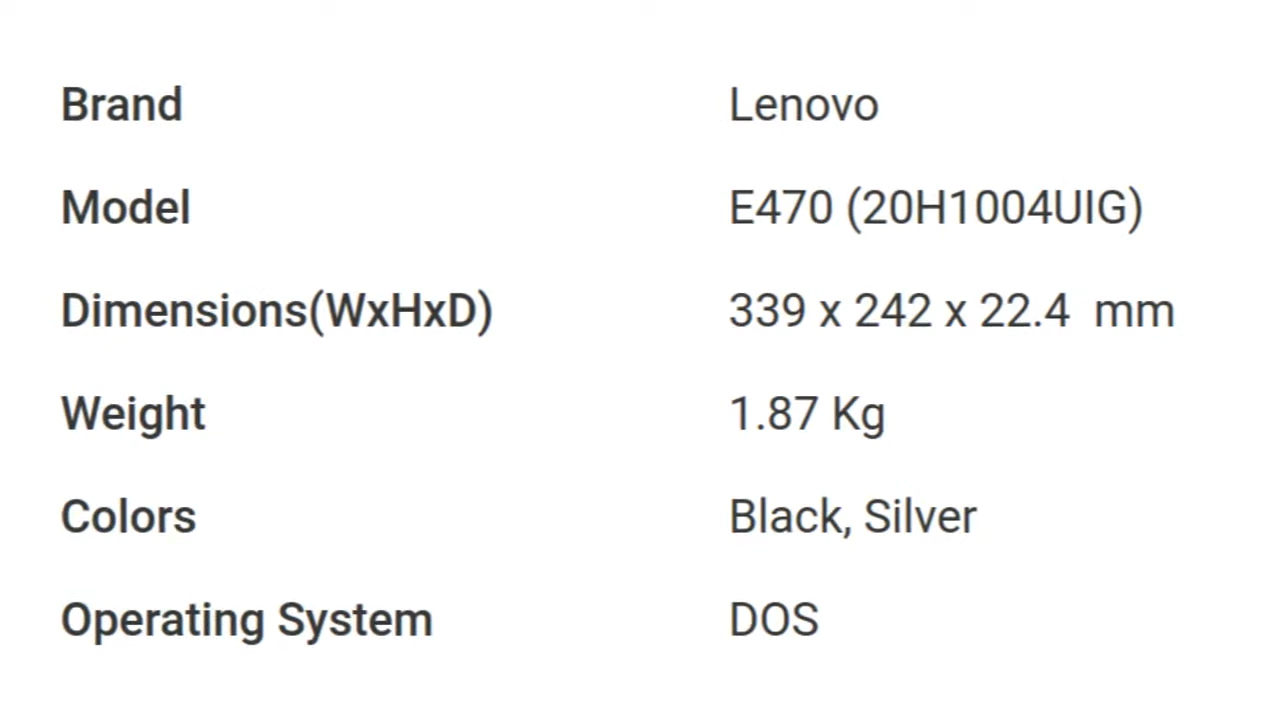 Brand Lenovo
Model E470 (20H1004UIG)
Dimensions(WxHxD) 339 x 242 x 22.4  mm
Weight 1.87 Kg
Colors Black, Silver
Operating System DOS